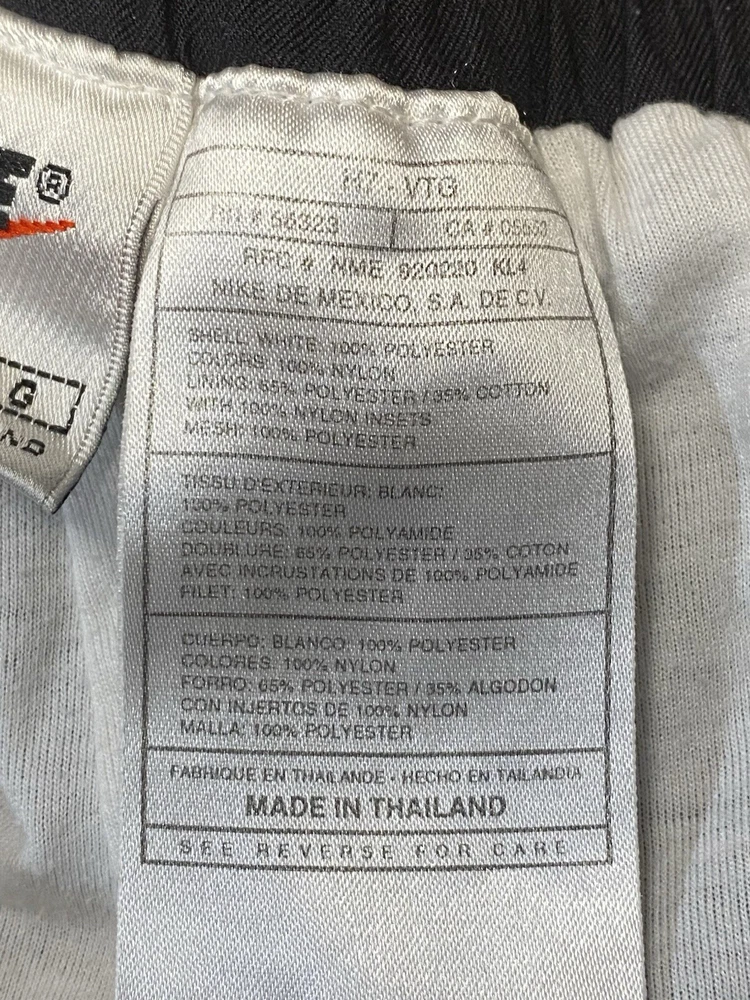 H7 - VTG
RN # 56323 CA # 05553
RFC # NME 920220 KL4
NIKE DE MEXICO, S.A. DE C.V.
SHELL WHITE: 100% POLYESTER
COLORS: 100% NYLON
LINING: 65% POLYESTER / 35% COTTON
WITH 100% NYLON INSETS
MESH: 100% POLYESTER
TISSU D'EXTERIEUR: BLANC:
100% POLYESTER
COULEURS: 100% POLYAMIDE
DOUBLURE: 65% POLYESTER / 35% COTON
AVEC INCRUSTATIONS DE 100% POLYAMIDE
FILET: 100% POLYESTER
CUERPO: BLANCO: 100% POLYESTER
COLORES: 100% NYLON
FORRO: 65% POLYESTER / 35% ALGODON
CON INJERTOS DE 100% NYLON
MALLA: 100% POLYESTER
FABRIQUE EN THAILANDE - HECHO EN TAILANDIA
MADE IN THAILAND
SEE REVERSE FOR CARE
G